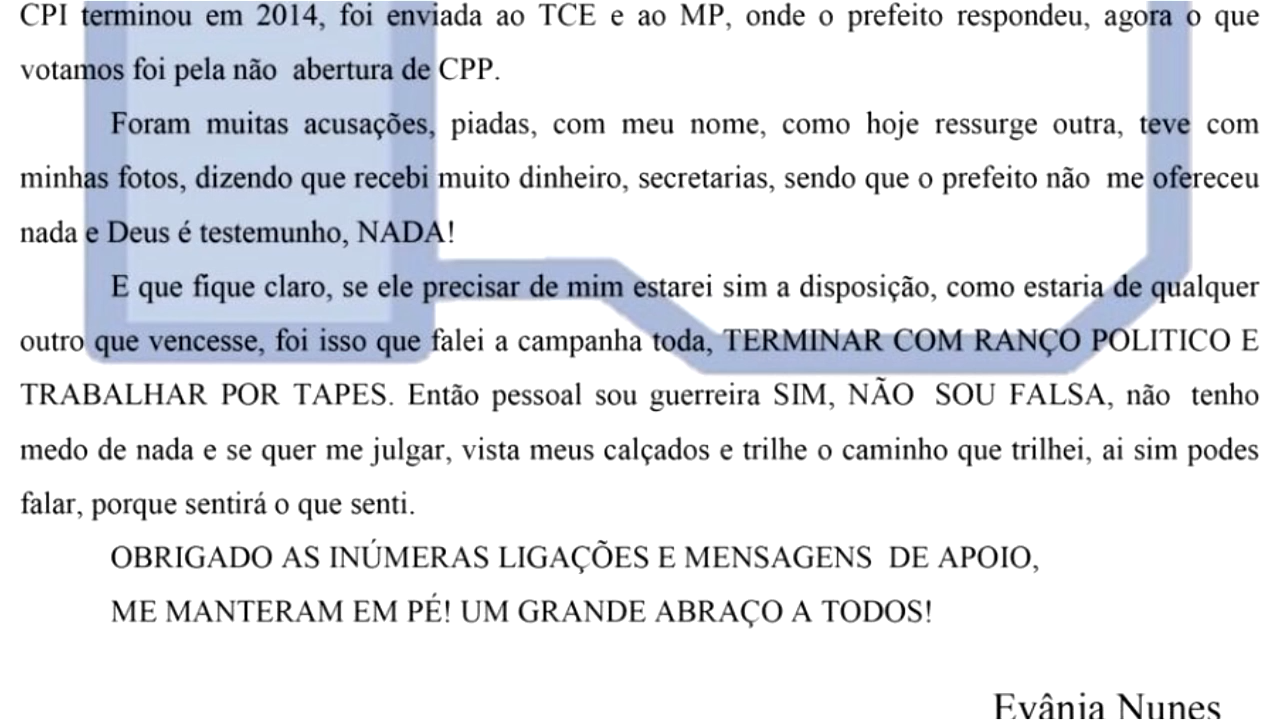 CPI terminou em 2014, foi enviada ao TCE e ao MP, onde o prefeito respondeu, agora o que
votamos foi pela não abertura de CPP.
Foram muitas acusações, piadas, com meu nome, como hoje ressurge outra, teve com
minhas fotos, dizendo que recebi muito dinheiro, secretarias, sendo que o prefeito não me ofereceu
nada e Deus é testemunho, NADA!
E que fique claro, se ele precisar de mim estarei sim a disposição, como estaria de qualquer
outro que vencesse, foi isso que falei a campanha toda, TERMINAR COM RANÇO POLITICO E
TRABALHAR POR TAPES. Então pessoal sou guerreira SIM, NÃO SOU FALSA, não tenho
medo de nada e se quer me julgar, vista meus calçados e trilhe o caminho que trilhei, ai sim podes
falar, porque sentirá o que senti.
OBRIGADO AS INÚMERAS LIGAÇÕES E MENSAGENS DE APOIO,
ME MANTERAM EM PÉ! UM GRANDE ABRAÇO A TODOS!
Evânia Nunes